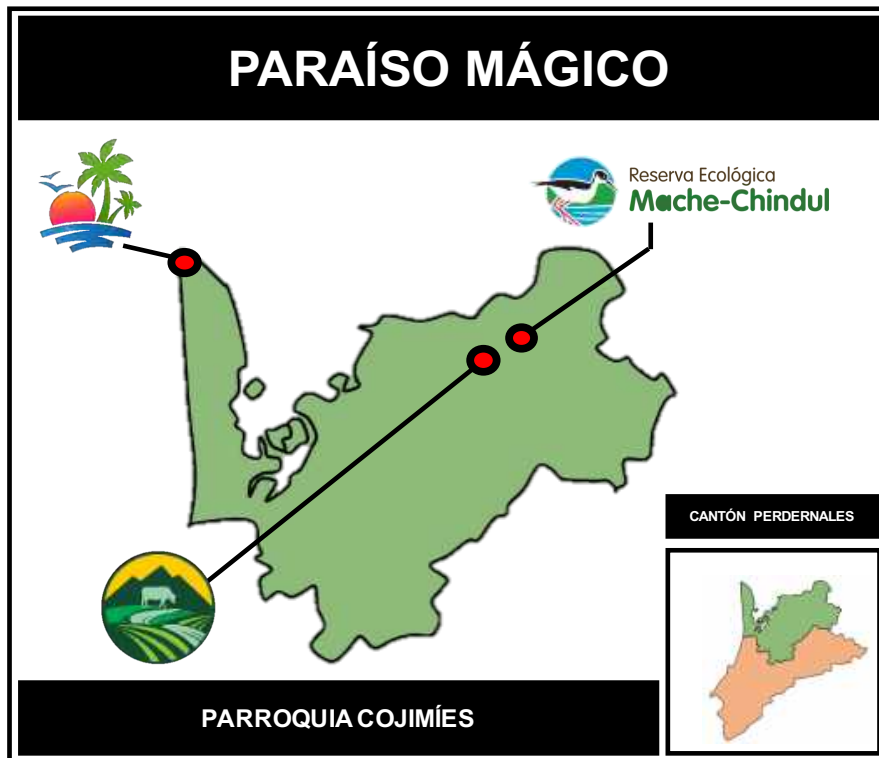 PARAÍSO MÁGICO
Reserva Ecológica
Mache-Chindul
CANTÓN PERDERNALES
PARROQUIA COJIMÍES